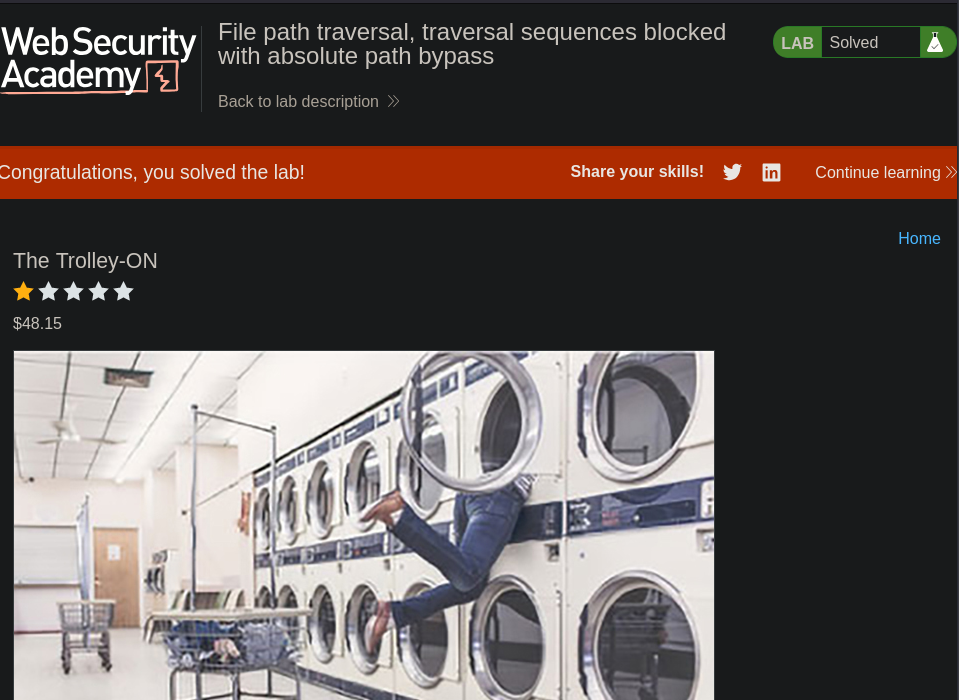 Web Security
Academy
File path traversal, traversal sequences blocked
with absolute path bypass
Back to lab description
LAB Solved
Congratulations, you solved the lab!
Share your skills!
Continue learning
Home
The Trolley-ON
$48.15